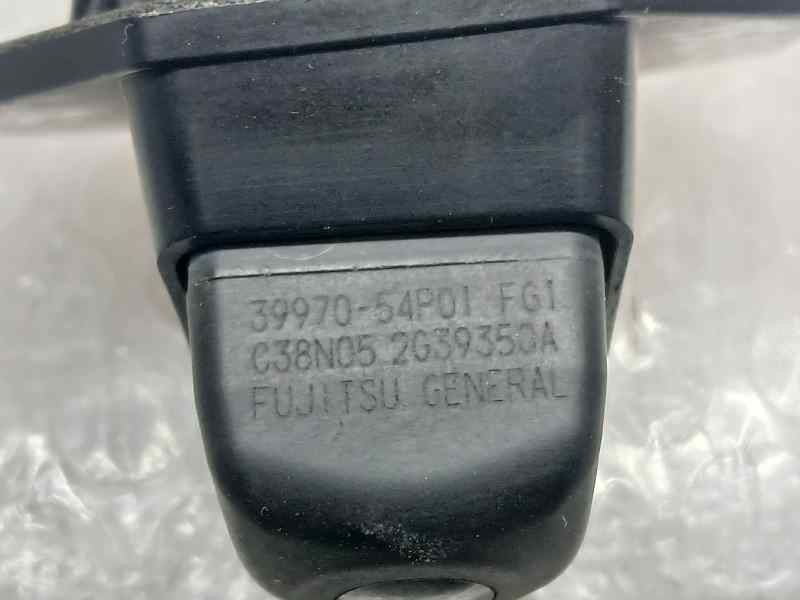 39970-54P01 FG1
C38N05 2G39350A
FUJITSU GENERAL